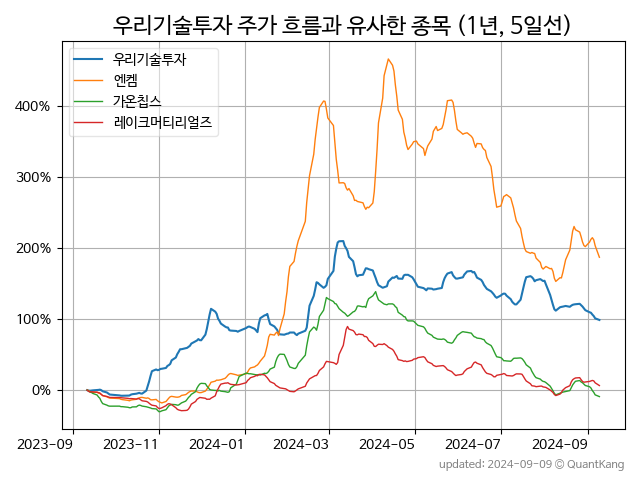 우리기술투자 주가 흐름과 유사한 종목 (1년, 5일선)
우리기술투자
엔켐
가온칩스
레이크머티리얼즈
400%
300%
200%
100%
0%
2023-09 2023-11 2024-01 2024-03 2024-05 2024-07 2024-09
updated: 2024-09-09 © QuantKang